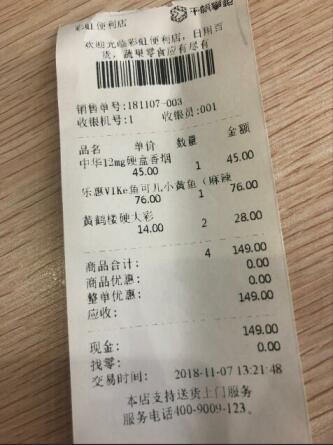 彩虹便利店
欢迎光临彩虹便利店，日用百
货，蔬果零食应有尽有
销售单号:181107-003
收银机号:1 收银员:001
品名 单价 数量 金额
中华12mg硬盒香烟
45.00 1 45.00
乐惠VIKe鱼可儿小黄鱼（麻辣
76.00 1 76.00
黄鹤楼硬大彩
14.00 2 28.00
商品合计: 4 149.00
商品优惠: 0.00
整单优惠: 0.00
应收: 149.00
现金: 149.00
找零: 0.00
交易时间: 2018-11-07 13:21:48
本店支持送货上门服务
服务电话400-9009-123。